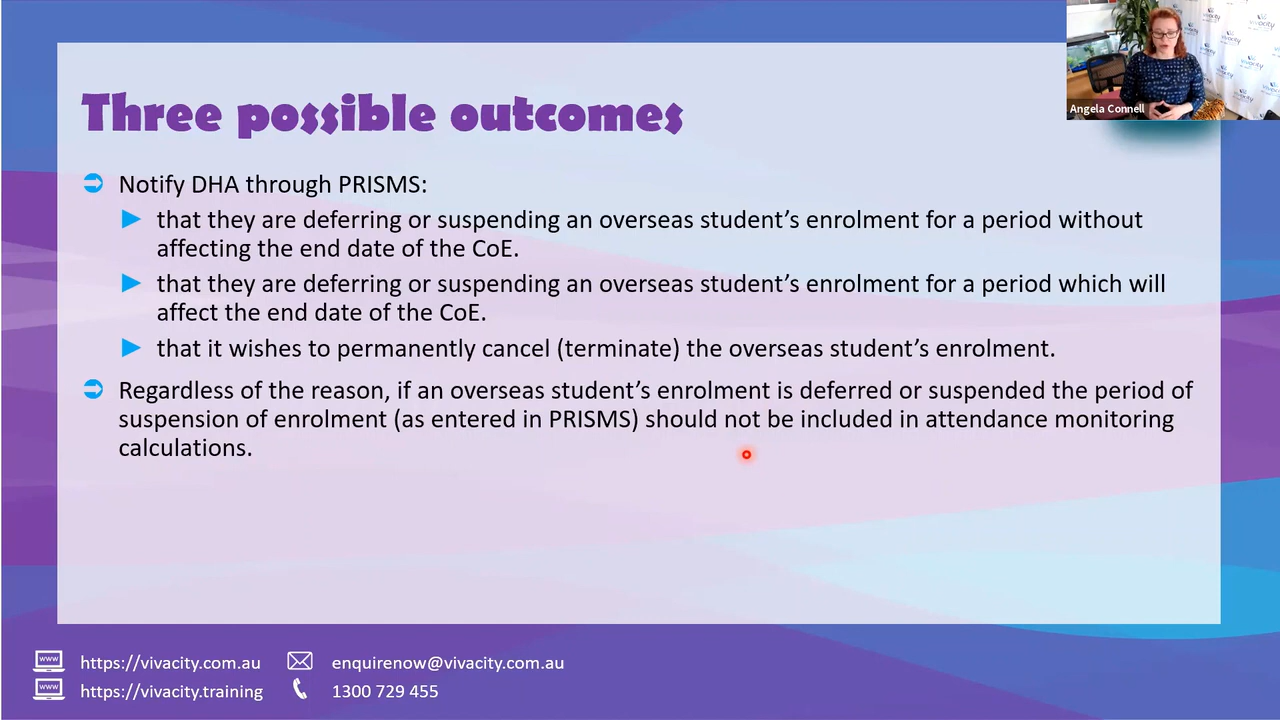 Three possible outcomes
Notify DHA through PRISMS:
that they are deferring or suspending an overseas student's enrolment for a period without
affecting the end date of the CoE.
that they are deferring or suspending an overseas student's enrolment for a period which will
affect the end date of the CoE.
that it wishes to permanently cancel (terminate) the overseas student's enrolment.
Regardless of the reason, if an overseas student's enrolment is deferred or suspended the period of
suspension of enrolment (as entered in PRISMS) should not be included in attendance monitoring
calculations.
Angela Connell
vivacity
www https://vivacity.com.au
enquirenow@vivacity.com.au
www https://vivacity.training
1300 729 455